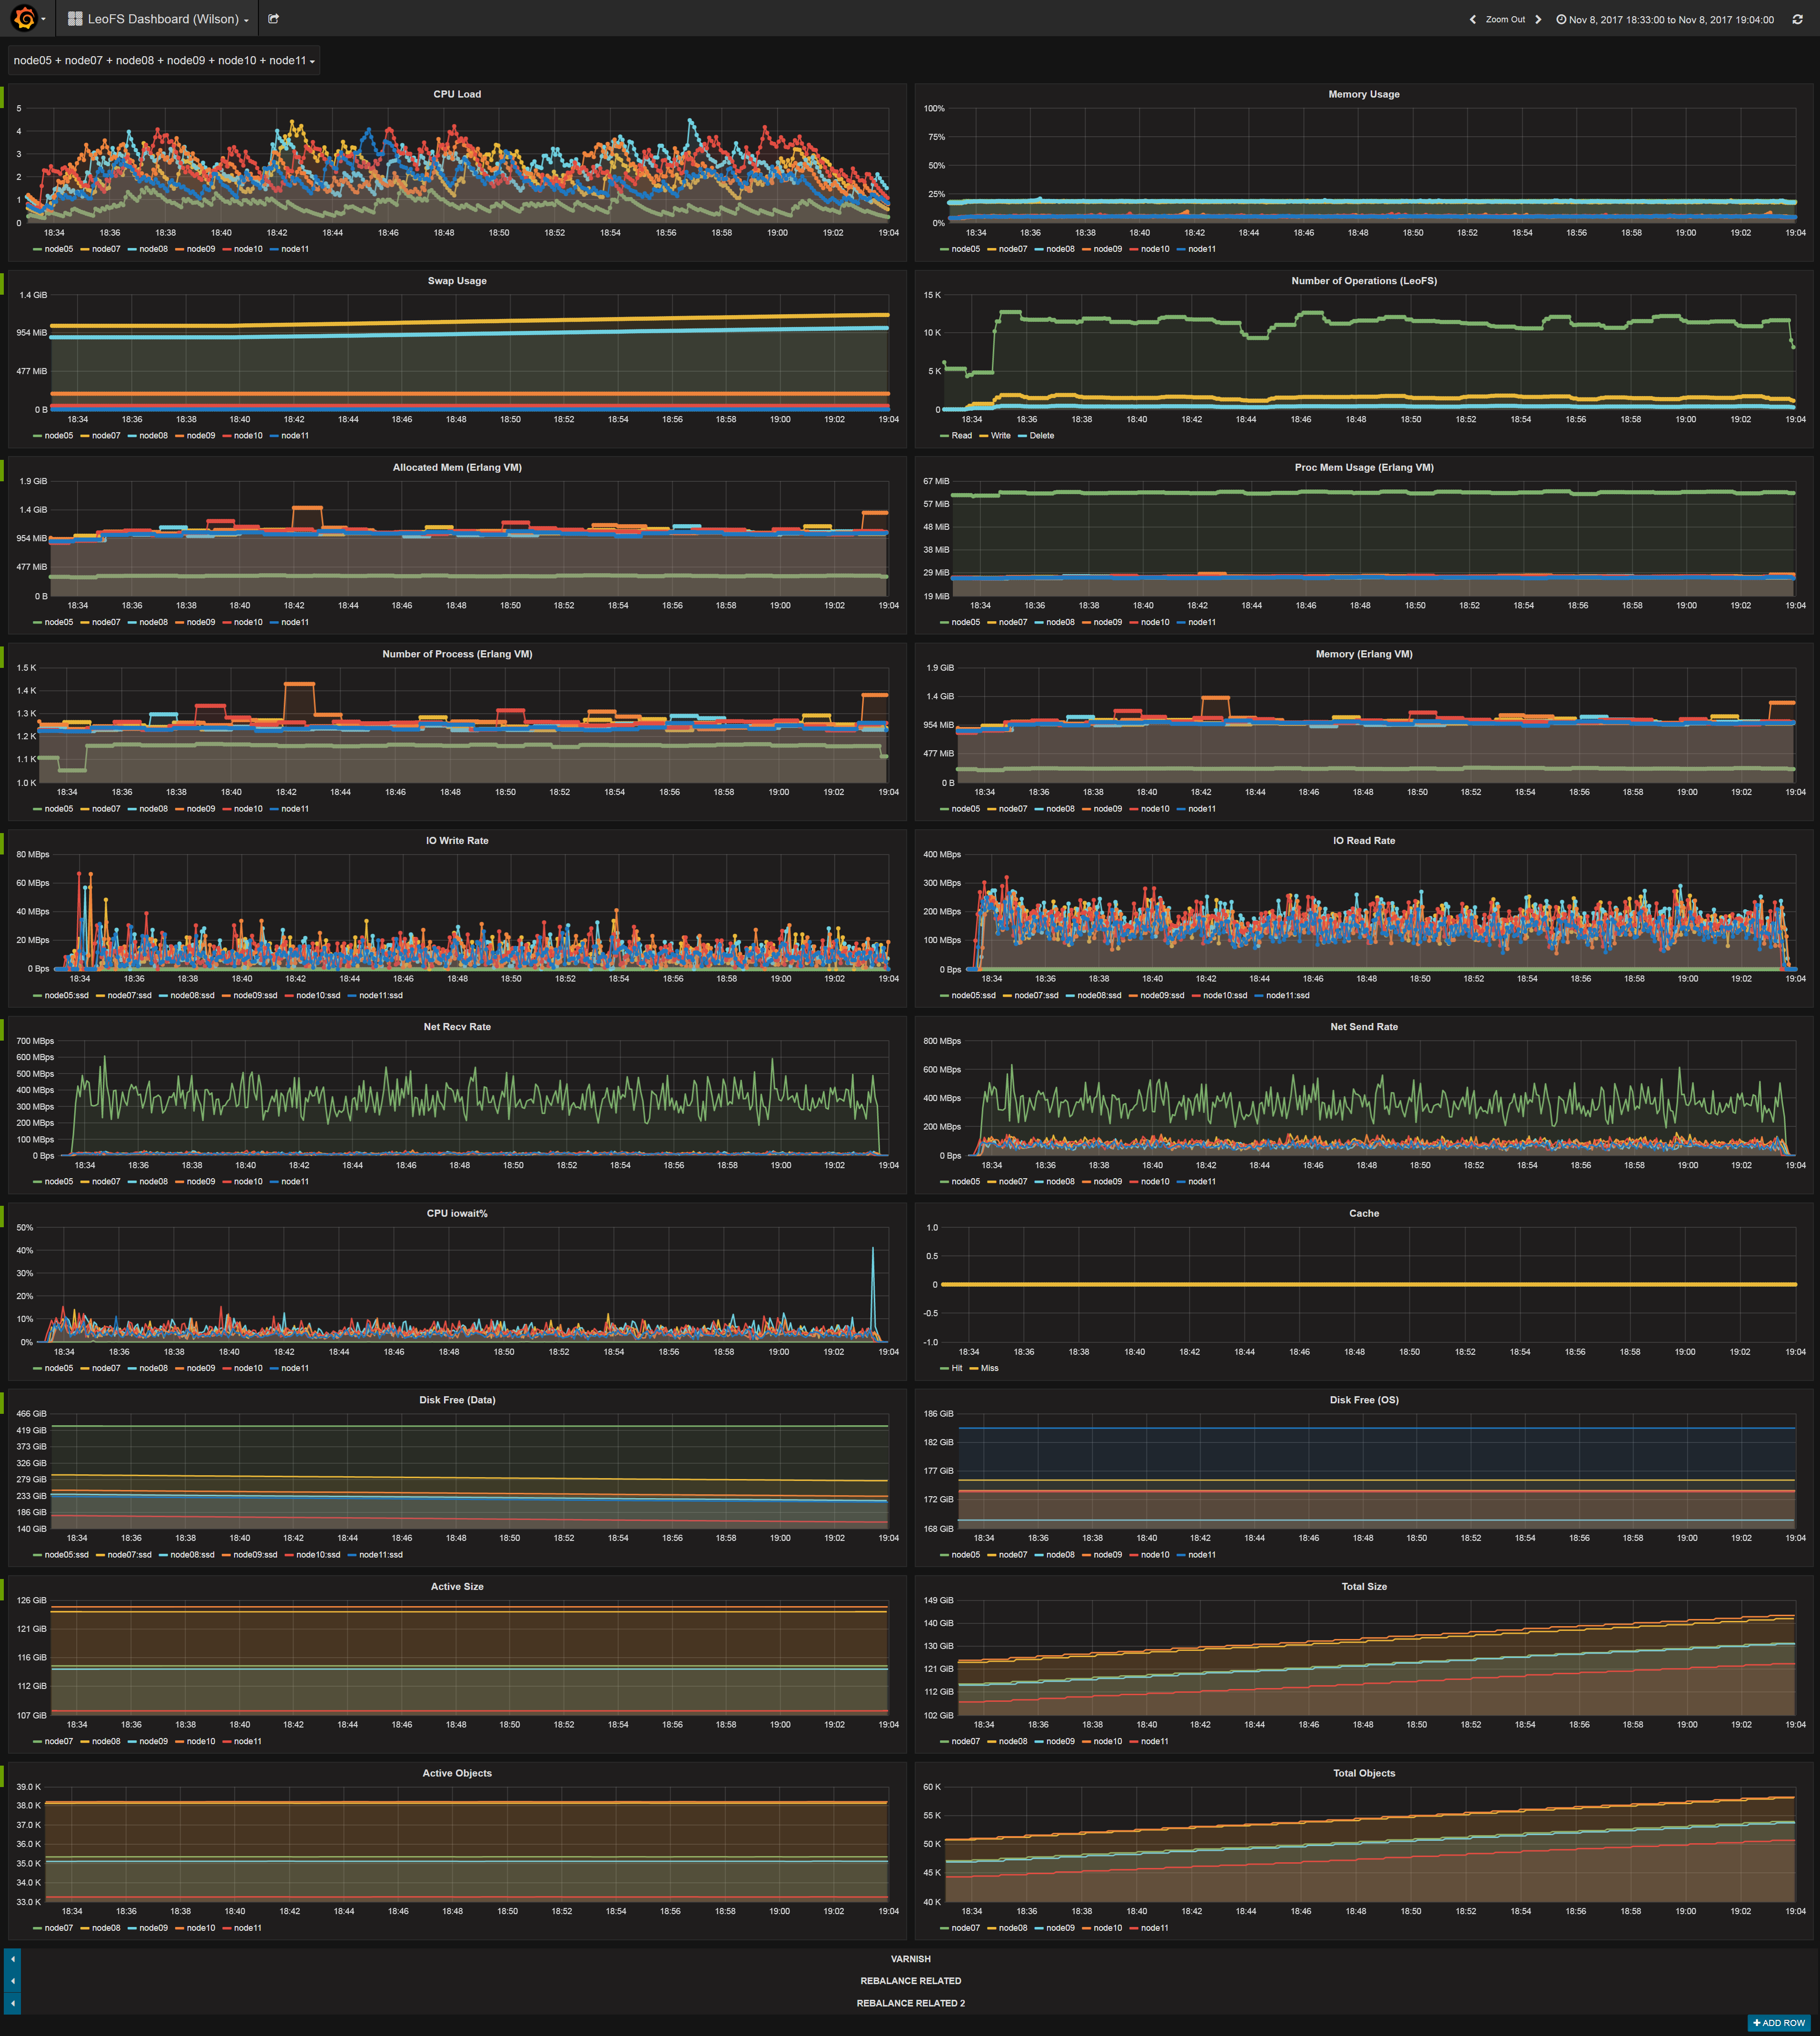 LeoFS Dashboard (Wilson)
Zoom Out
Nov 8, 2017 18:33:00 to Nov 8, 2017 19:04:00
node05 + node07 + node08 + node09 + node10 + node11
CPU Load
5
4
3
2
1
0
18:34 18:36 18:38 18:40 18:42 18:44 18:46 18:48 18:50 18:52 18:54 18:56 18:58 19:00 19:02 19:04
node05 node07 node08 node09 node10 node11
Memory Usage
100%
75%
50%
25%
0%
18:34 18:36 18:38 18:40 18:42 18:44 18:46 18:48 18:50 18:52 18:54 18:56 18:58 19:00 19:02 19:04
node05 node07 node08 node09 node10 node11
Swap Usage
1.4 GiB
954 MiB
477 MiB
0 B
18:34 18:36 18:38 18:40 18:42 18:44 18:46 18:48 18:50 18:52 18:54 18:56 18:58 19:00 19:02 19:04
node05 node07 node08 node09 node10 node11
Number of Operations (LeoFS)
15 K
10 K
5 K
0
18:34 18:36 18:38 18:40 18:42 18:44 18:46 18:48 18:50 18:52 18:54 18:56 18:58 19:00 19:02 19:04
Read Write Delete
Allocated Mem (Erlang VM)
1.9 GiB
1.4 GiB
954 MiB
477 MiB
0 B
18:34 18:36 18:38 18:40 18:42 18:44 18:46 18:48 18:50 18:52 18:54 18:56 18:58 19:00 19:02 19:04
node05 node07 node08 node09 node10 node11
Proc Mem Usage (Erlang VM)
67 MiB
57 MiB
48 MiB
38 MiB
29 MiB
19 MiB
18:34 18:36 18:38 18:40 18:42 18:44 18:46 18:48 18:50 18:52 18:54 18:56 18:58 19:00 19:02 19:04
node05 node07 node08 node09 node10 node11
Number of Process (Erlang VM)
1.5 K
1.4 K
1.3 K
1.2 K
1.1 K
1.0 K
18:34 18:36 18:38 18:40 18:42 18:44 18:46 18:48 18:50 18:52 18:54 18:56 18:58 19:00 19:02 19:04
node05 node07 node08 node09 node10 node11
Memory (Erlang VM)
1.9 GiB
1.4 GiB
954 MiB
477 MiB
0 B
18:34 18:36 18:38 18:40 18:42 18:44 18:46 18:48 18:50 18:52 18:54 18:56 18:58 19:00 19:02 19:04
node05 node07 node08 node09 node10 node11
IO Write Rate
80 MBps
60 MBps
40 MBps
20 MBps
0 Bps
18:34 18:36 18:38 18:40 18:42 18:44 18:46 18:48 18:50 18:52 18:54 18:56 18:58 19:00 19:02 19:04
node05:ssd node07:ssd node08:ssd node09:ssd node10:ssd node11:ssd
IO Read Rate
400 MBps
300 MBps
200 MBps
100 MBps
0 Bps
18:34 18:36 18:38 18:40 18:42 18:44 18:46 18:48 18:50 18:52 18:54 18:56 18:58 19:00 19:02 19:04
node05:ssd node07:ssd node08:ssd node09:ssd node10:ssd node11:ssd
Net Recv Rate
700 MBps
600 MBps
500 MBps
400 MBps
300 MBps
200 MBps
100 MBps
0 Bps
18:34 18:36 18:38 18:40 18:42 18:44 18:46 18:48 18:50 18:52 18:54 18:56 18:58 19:00 19:02 19:04
node05 node07 node08 node09 node10 node11
Net Send Rate
800 MBps
600 MBps
400 MBps
200 MBps
0 Bps
18:34 18:36 18:38 18:40 18:42 18:44 18:46 18:48 18:50 18:52 18:54 18:56 18:58 19:00 19:02 19:04
node05 node07 node08 node09 node10 node11
CPU iowait%
50%
40%
30%
20%
10%
0%
18:34 18:36 18:38 18:40 18:42 18:44 18:46 18:48 18:50 18:52 18:54 18:56 18:58 19:00 19:02 19:04
node05 node07 node08 node09 node10 node11
Cache
1.0
0.5
0
-0.5
-1.0
18:34 18:36 18:38 18:40 18:42 18:44 18:46 18:48 18:50 18:52 18:54 18:56 18:58 19:00 19:02 19:04
Hit Miss
Disk Free (Data)
466 GiB
419 GiB
373 GiB
326 GiB
279 GiB
233 GiB
186 GiB
140 GiB
18:34 18:36 18:38 18:40 18:42 18:44 18:46 18:48 18:50 18:52 18:54 18:56 18:58 19:00 19:02 19:04
node05:ssd node07:ssd node08:ssd node09:ssd node10:ssd node11:ssd
Disk Free (OS)
186 GiB
182 GiB
177 GiB
172 GiB
168 GiB
18:34 18:36 18:38 18:40 18:42 18:44 18:46 18:48 18:50 18:52 18:54 18:56 18:58 19:00 19:02 19:04
node05 node07 node08 node09 node10 node11
Active Size
126 GiB
121 GiB
116 GiB
112 GiB
107 GiB
18:34 18:36 18:38 18:40 18:42 18:44 18:46 18:48 18:50 18:52 18:54 18:56 18:58 19:00 19:02 19:04
node07 node08 node09 node10 node11
Total Size
149 GiB
140 GiB
130 GiB
121 GiB
112 GiB
102 GiB
18:34 18:36 18:38 18:40 18:42 18:44 18:46 18:48 18:50 18:52 18:54 18:56 18:58 19:00 19:02 19:04
node07 node08 node09 node10 node11
Active Objects
39.0 K
38.0 K
37.0 K
36.0 K
35.0 K
34.0 K
33.0 K
18:34 18:36 18:38 18:40 18:42 18:44 18:46 18:48 18:50 18:52 18:54 18:56 18:58 19:00 19:02 19:04
node07 node08 node09 node10 node11
Total Objects
60 K
55 K
50 K
45 K
40 K
18:34 18:36 18:38 18:40 18:42 18:44 18:46 18:48 18:50 18:52 18:54 18:56 18:58 19:00 19:02 19:04
node07 node08 node09 node10 node11
VARNISH
REBALANCE RELATED
REBALANCE RELATED 2
ADD ROW